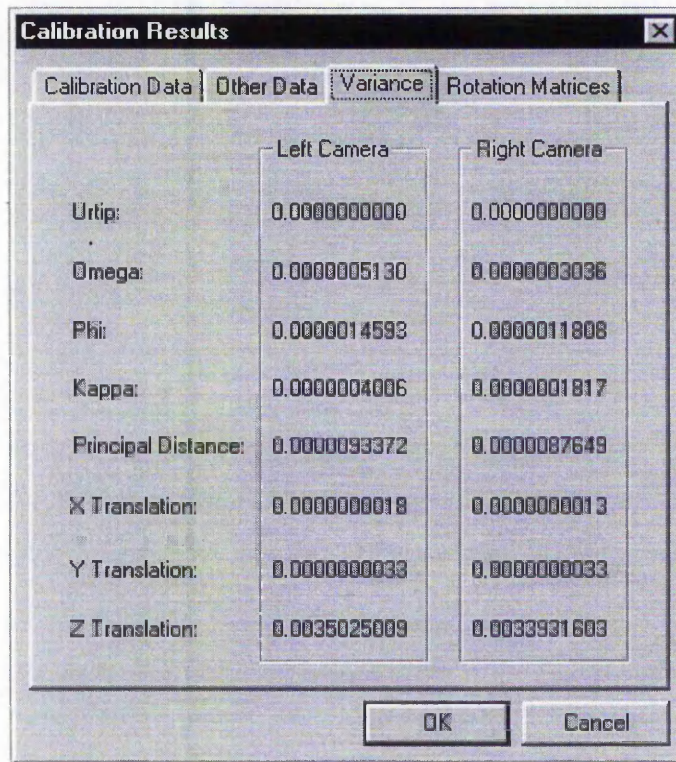 Calibration Results
Calibration Data Other Data Variance Rotation Matrices
Left Camera Right Camera
Urtip: 0.0000000000 0.0000000000
Omega: 0.0000005130 0.0000003036
Phi: 0.0000014593 0.0000011808
Kappa: 0.0000004006 0.0000001817
Principal Distance: 0.0000093372 0.0000087649
X Translation: 0.0000000018 0.0000000013
Y Translation: 0.0000000033 0.0000000033
Z Translation: 0.0035025009 0.0033931603
OK Cancel